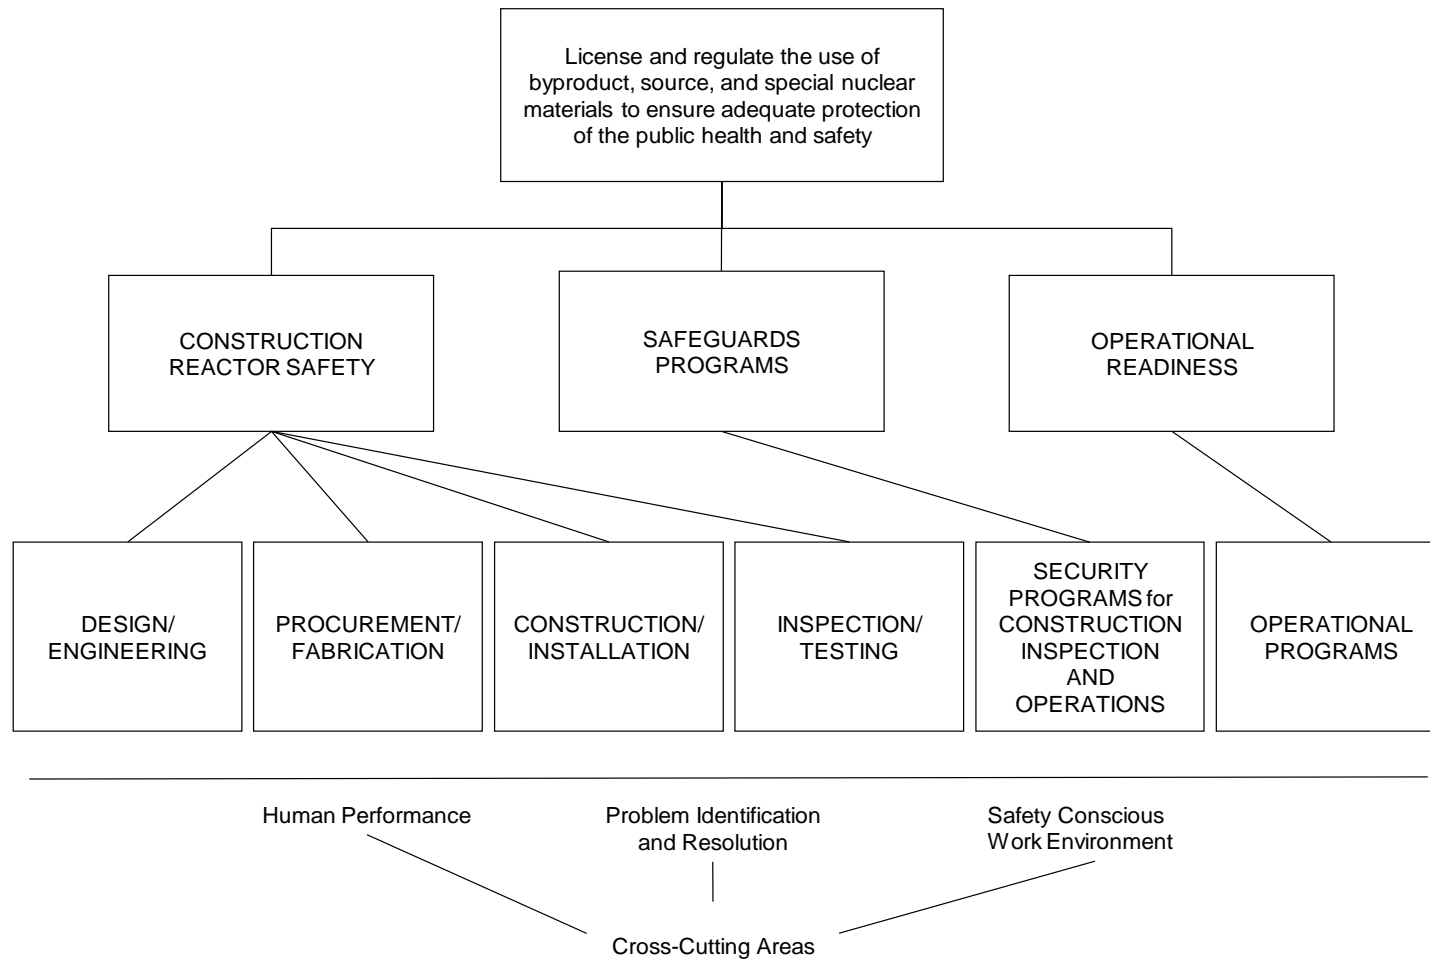 License and regulate the use of
byproduct, source, and special nuclear
materials to ensure adequate protection
of the public health and safety
CONSTRUCTION
REACTOR SAFETY
SAFEGUARDS
PROGRAMS
OPERATIONAL
READINESS
DESIGN/
ENGINEERING
PROCUREMENT/
FABRICATION
CONSTRUCTION/
INSTALLATION
INSPECTION/
TESTING
SECURITY
PROGRAMS for
CONSTRUCTION
INSPECTION
AND
OPERATIONS
OPERATIONAL
PROGRAMS
Human Performance
Problem Identification
and Resolution
Safety Conscious
Work Environment
Cross-Cutting Areas